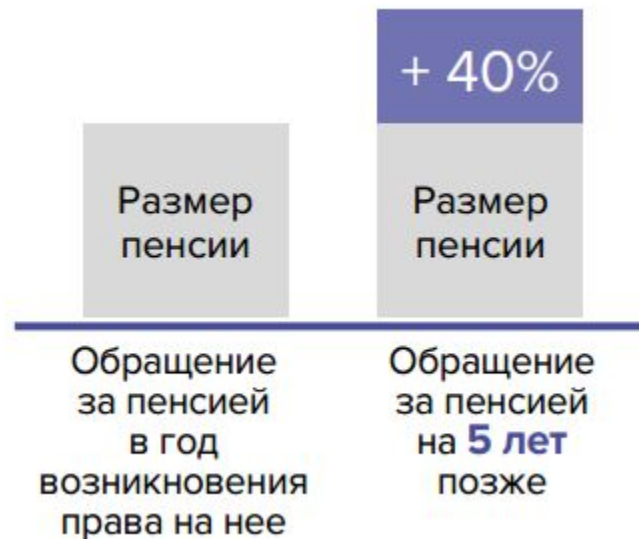 + 40%
Размер
пенсии
Размер
пенсии
Обращение
за пенсией
в год
возникновения
права на нее
Обращение
за пенсией
на 5 лет
позже